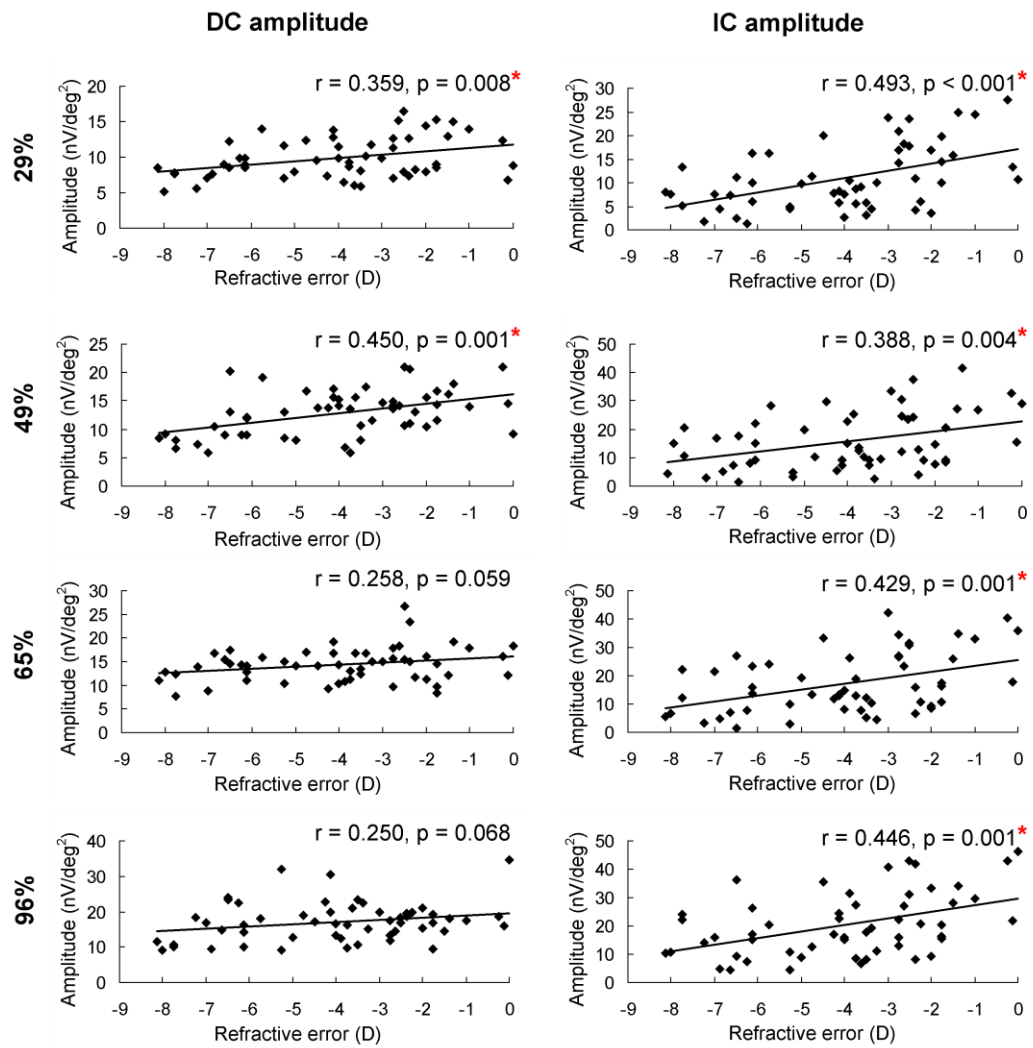 DC amplitude
IC amplitude
29%
r = 0.359, p = 0.008*
20
15
10
5
0
Amplitude (nV/deg²)
-9 -8 -7 -6 -5 -4 -3 -2 -1 0
Refractive error (D)
r = 0.493, p < 0.001*
30
25
20
15
10
5
0
Amplitude (nV/deg²)
-9 -8 -7 -6 -5 -4 -3 -2 -1 0
Refractive error (D)
49%
r = 0.450, p = 0.001*
25
20
15
10
5
0
Amplitude (nV/deg²)
-9 -8 -7 -6 -5 -4 -3 -2 -1 0
Refractive error (D)
r = 0.388, p = 0.004*
50
40
30
20
10
0
Amplitude (nV/deg²)
-9 -8 -7 -6 -5 -4 -3 -2 -1 0
Refractive error (D)
65%
r = 0.258, p = 0.059
30
25
20
15
10
5
0
Amplitude (nV/deg²)
-9 -8 -7 -6 -5 -4 -3 -2 -1 0
Refractive error (D)
r = 0.429, p = 0.001*
50
40
30
20
10
0
Amplitude (nV/deg²)
-9 -8 -7 -6 -5 -4 -3 -2 -1 0
Refractive error (D)
96%
r = 0.250, p = 0.068
40
30
20
10
0
Amplitude (nV/deg²)
-9 -8 -7 -6 -5 -4 -3 -2 -1 0
Refractive error (D)
r = 0.446, p = 0.001*
50
40
30
20
10
0
Amplitude (nV/deg²)
-9 -8 -7 -6 -5 -4 -3 -2 -1 0
Refractive error (D)